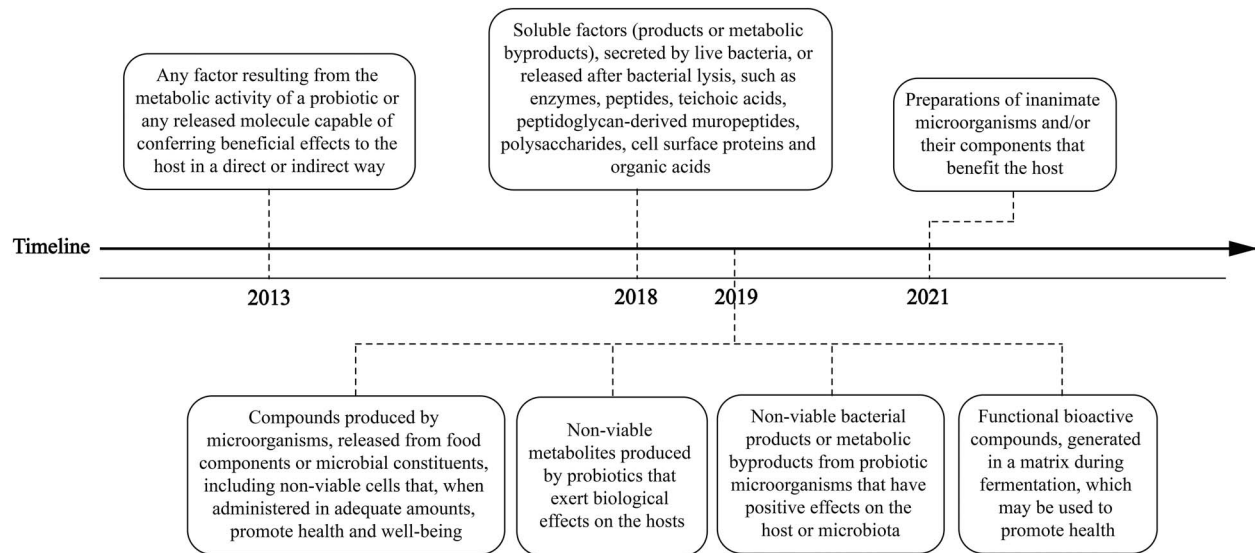 Any factor resulting from the
metabolic activity of a probiotic or
any released molecule capable of
conferring beneficial effects to the
host in a direct or indirect way
Soluble factors (products or metabolic
byproducts), secreted by live bacteria, or
released after bacterial lysis, such as
enzymes, peptides, teichoic acids,
peptidoglycan-derived muropeptides,
polysaccharides, cell surface proteins and
organic acids
Preparations of inanimate
microorganisms and/or
their components that
benefit the host
Timeline
2013
2018
2019
2021
Compounds produced by
microorganisms, released from food
components or microbial constituents,
including non-viable cells that, when
administered in adequate amounts,
promote health and well-being
Non-viable
metabolites produced
by probiotics that
exert biological
effects on the hosts
Non-viable bacterial
products or metabolic
byproducts from probiotic
microorganisms that have
positive effects on the
host or microbiota
Functional bioactive
compounds, generated
in a matrix during
fermentation, which
may be used to
promote health